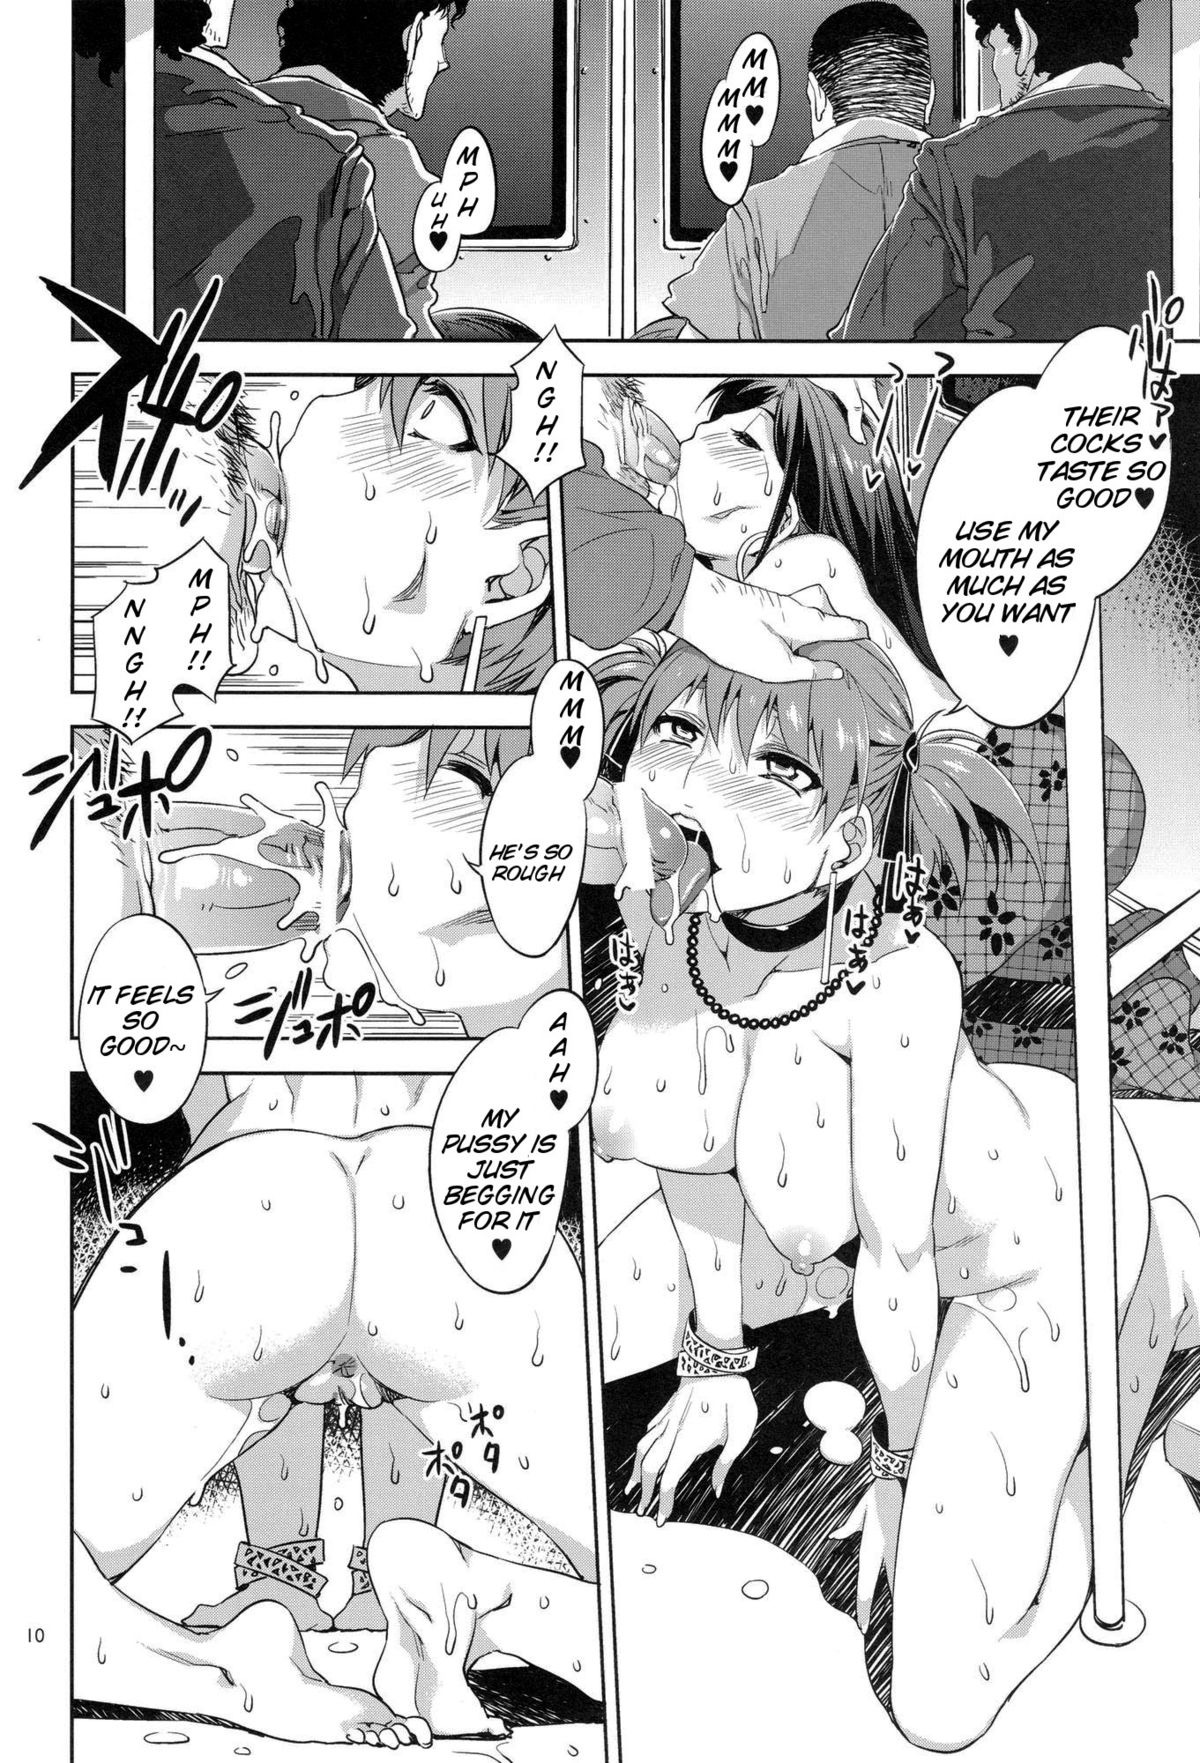 MM♥
MMM
♥
MPH
UH♥
THEIR
COCKS
TASTE SO
GOOD♥
USE MY
MOUTH AS
MUCH AS
YOU WANT
♥
はぁ
はぁ
はぁ
NGH!!
MPH!!
NNGH!!
MMM♥
HE'S SO
ROUGH
ジュポ
ジュポ
IT FEELS
SO
GOOD~
♥
AAH♥
MY
PUSSY IS
JUST
BEGGING
FOR IT
♥
ポタ
ポタ
10